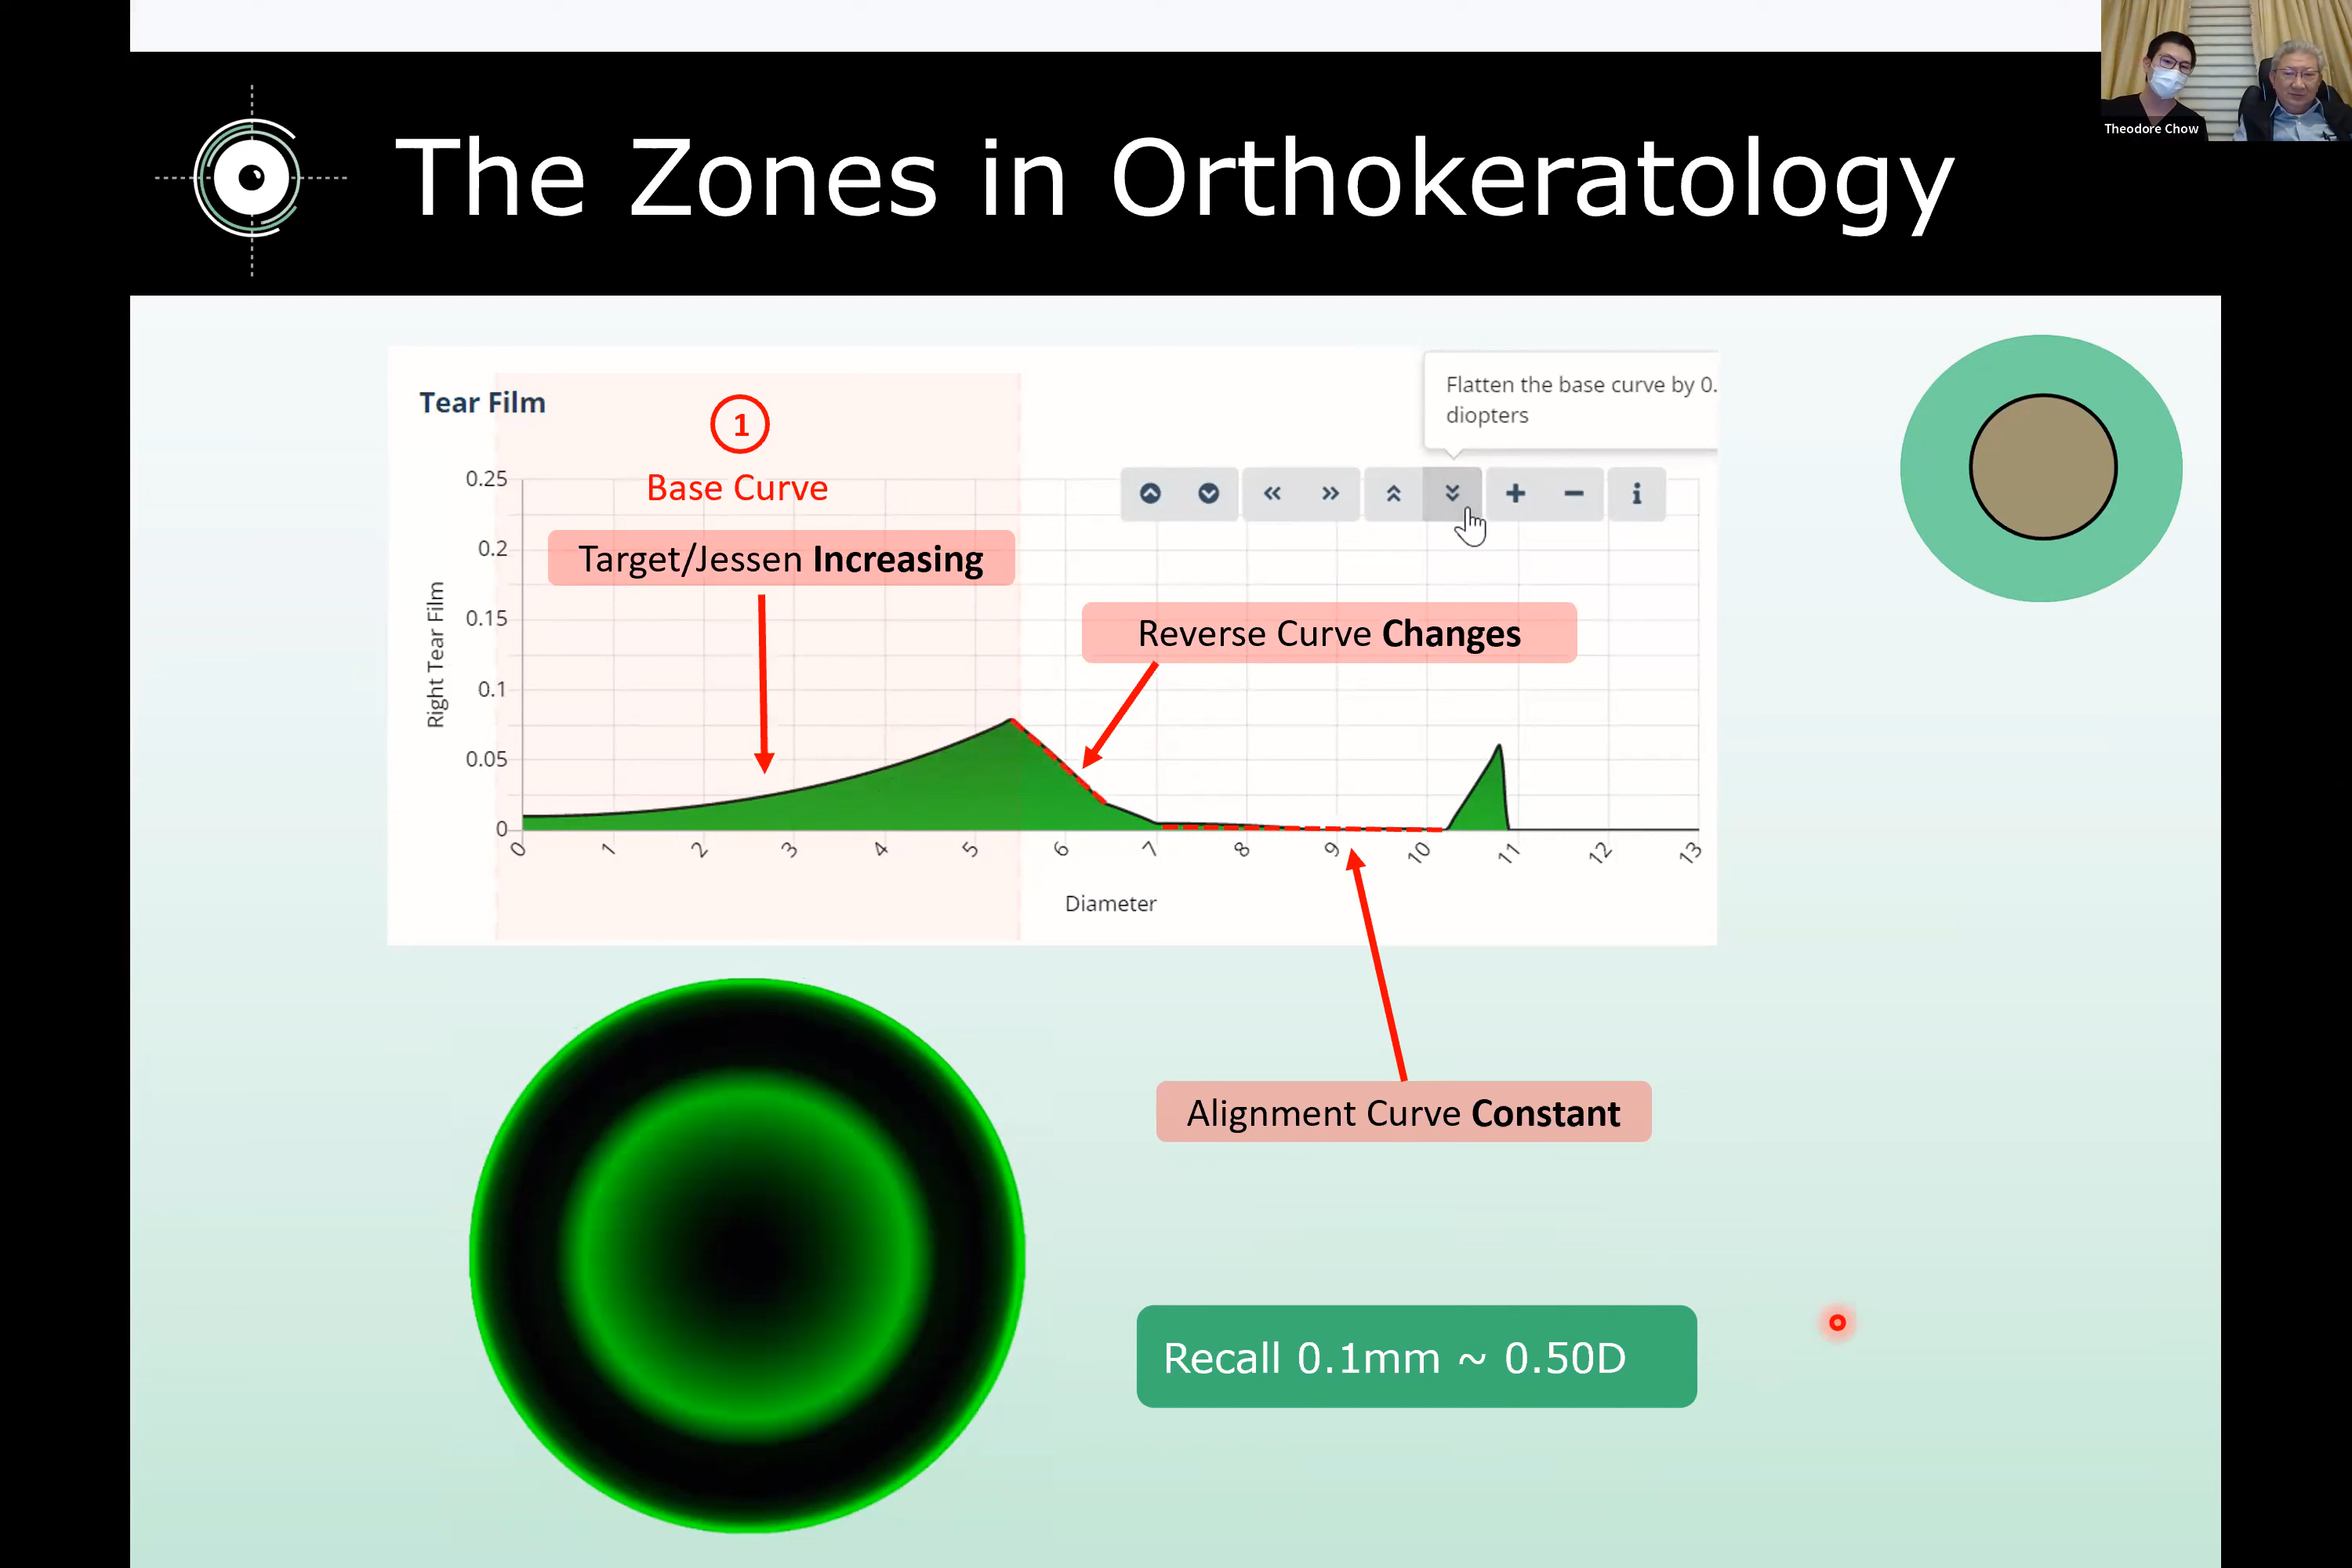 Theodore Chow
The Zones in Orthokeratology
Tear Film
1
Base Curve
Target/Jessen Increasing
Flatten the base curve by 0.
diopters
Reverse Curve Changes
Right Tear Film
0.25
0.2
0.15
0.1
0.05
0
0 1 2 3 4 5 6 7 8 9 10 11 12 13
Diameter
Alignment Curve Constant
Recall 0.1mm ~ 0.50D